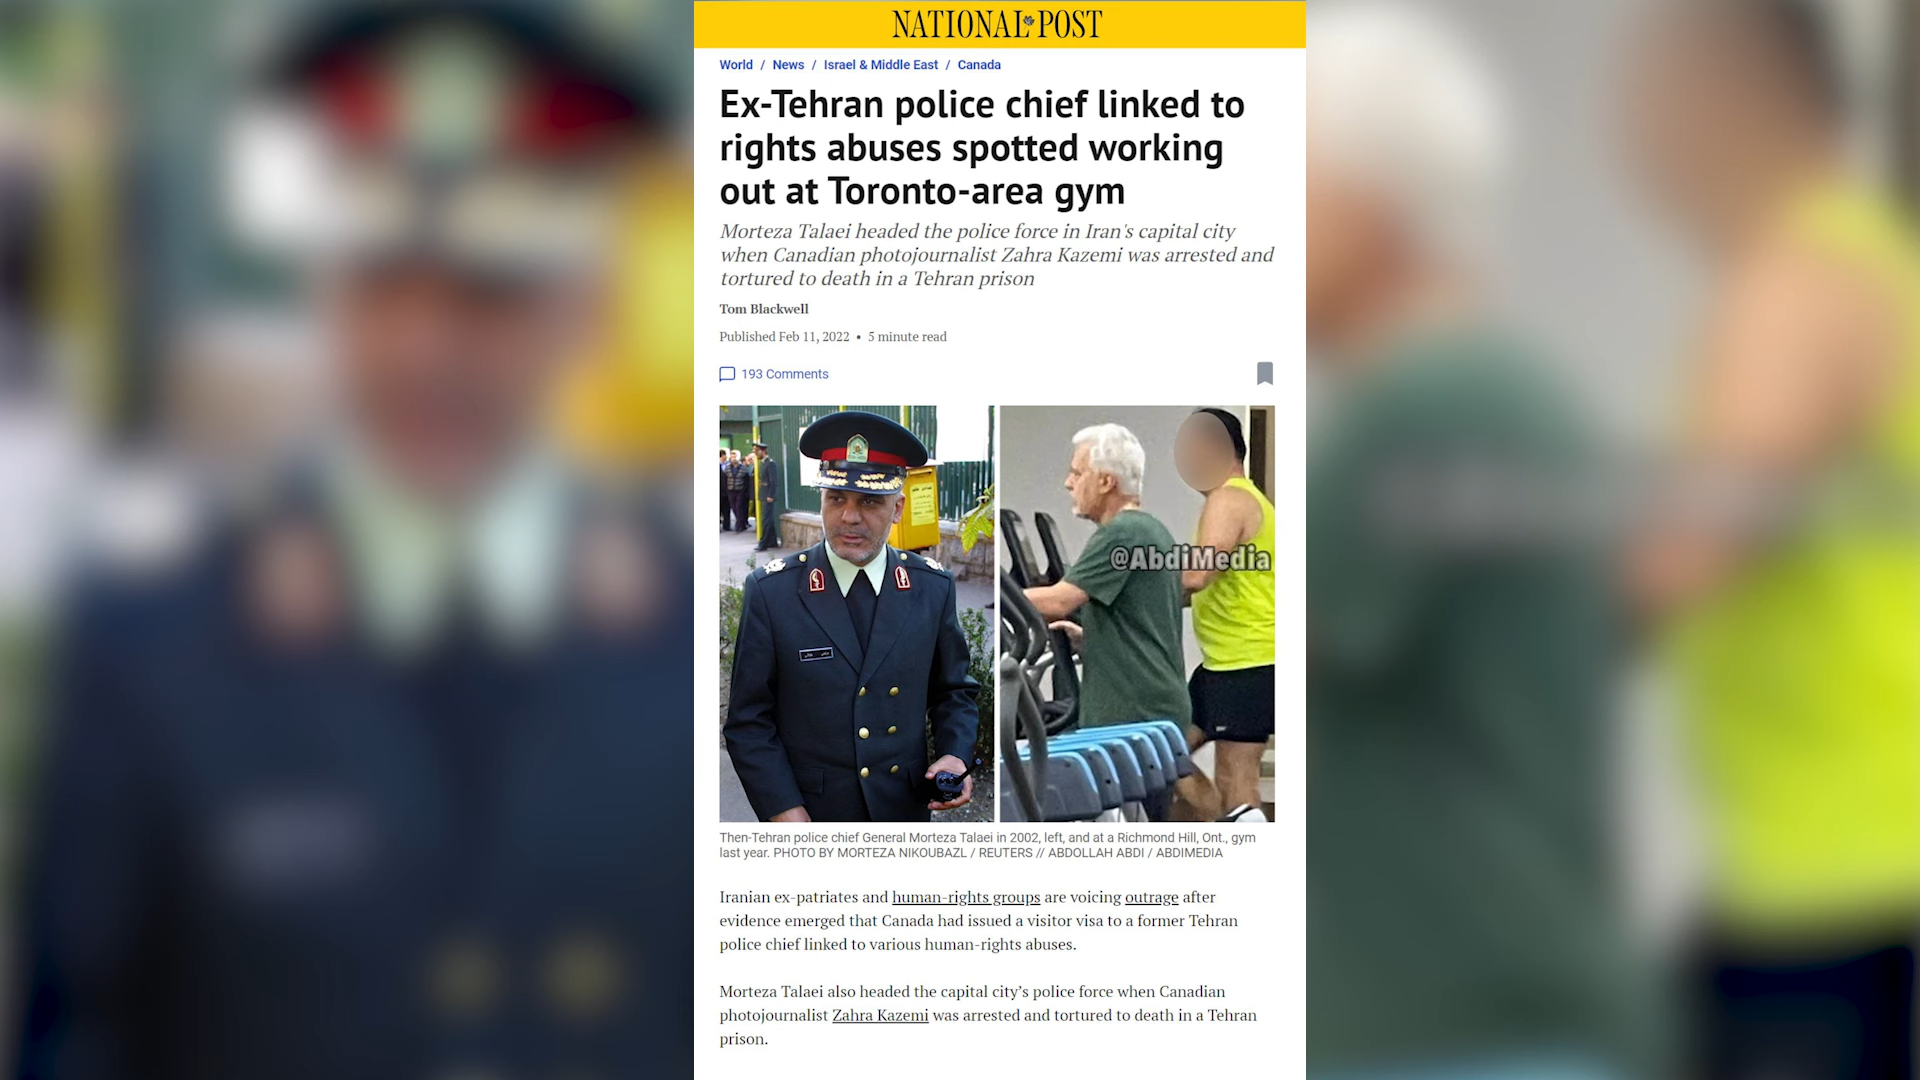 NATIONAL POST
World / News / Israel & Middle East / Canada
Ex-Tehran police chief linked to
rights abuses spotted working
out at Toronto-area gym
Morteza Talaei headed the police force in Iran's capital city
when Canadian photojournalist Zahra Kazemi was arrested and
tortured to death in a Tehran prison
Tom Blackwell
Published Feb 11, 2022 • 5 minute read
193 Comments
@AbdiMedia
Then-Tehran police chief General Morteza Talaei in 2002, left, and at a Richmond Hill, Ont., gym
last year. PHOTO BY MORTEZA NIKOUBAZL / REUTERS // ABDOLLAH ABDI / ABDIMEDIA
Iranian ex-patriates and human-rights groups are voicing outrage after
evidence emerged that Canada had issued a visitor visa to a former Tehran
police chief linked to various human-rights abuses.
Morteza Talaei also headed the capital city’s police force when Canadian
photojournalist Zahra Kazemi was arrested and tortured to death in a Tehran
prison.